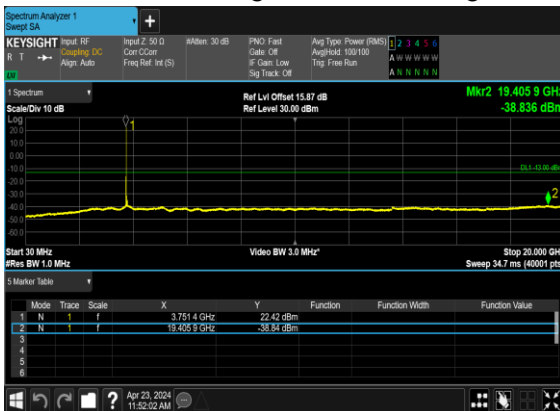 Spectrum Analyzer 1
Swept SA
KEYSIGHT Input: RF Input Z: 50 Ω #Atten: 30 dB PNO: Fast Avg Type: Power (RMS) 1 2 3 4 5 6
R T Coupling: DC Corr CCorr Gate: Off Avg|Hold: 100/100 A W W W W W
Align: Auto Freq Ref: Int (S) IF Gain: Low Trig: Free Run
Sig Track: Off A N N N N N
LV
1 Spectrum Ref Lvl Offset 15.87 dB Mkr2 19.405 9 GHz
Scale/Div 10 dB Ref Level 30.00 dBm -38.836 dBm
Log
20.0 1
10.0
0.00
-10.0 DL1 -13.00 dBm
-20.0
-30.0 2
-40.0
-50.0
-60.0
Start 30 MHz Video BW 3.0 MHz* Stop 20.000 GH
#Res BW 1.0 MHz Sweep 34.7 ms (40001 pts
5 Marker Table
Mode Trace Scale X Y Function Function Width Function Value
1 N 1 f 3.751 4 GHz 22.42 dBm
2 N 1 f 19.405 9 GHz -38.84 dBm
3
4
5
6
? Apr 23, 2024
11:52:02 AM